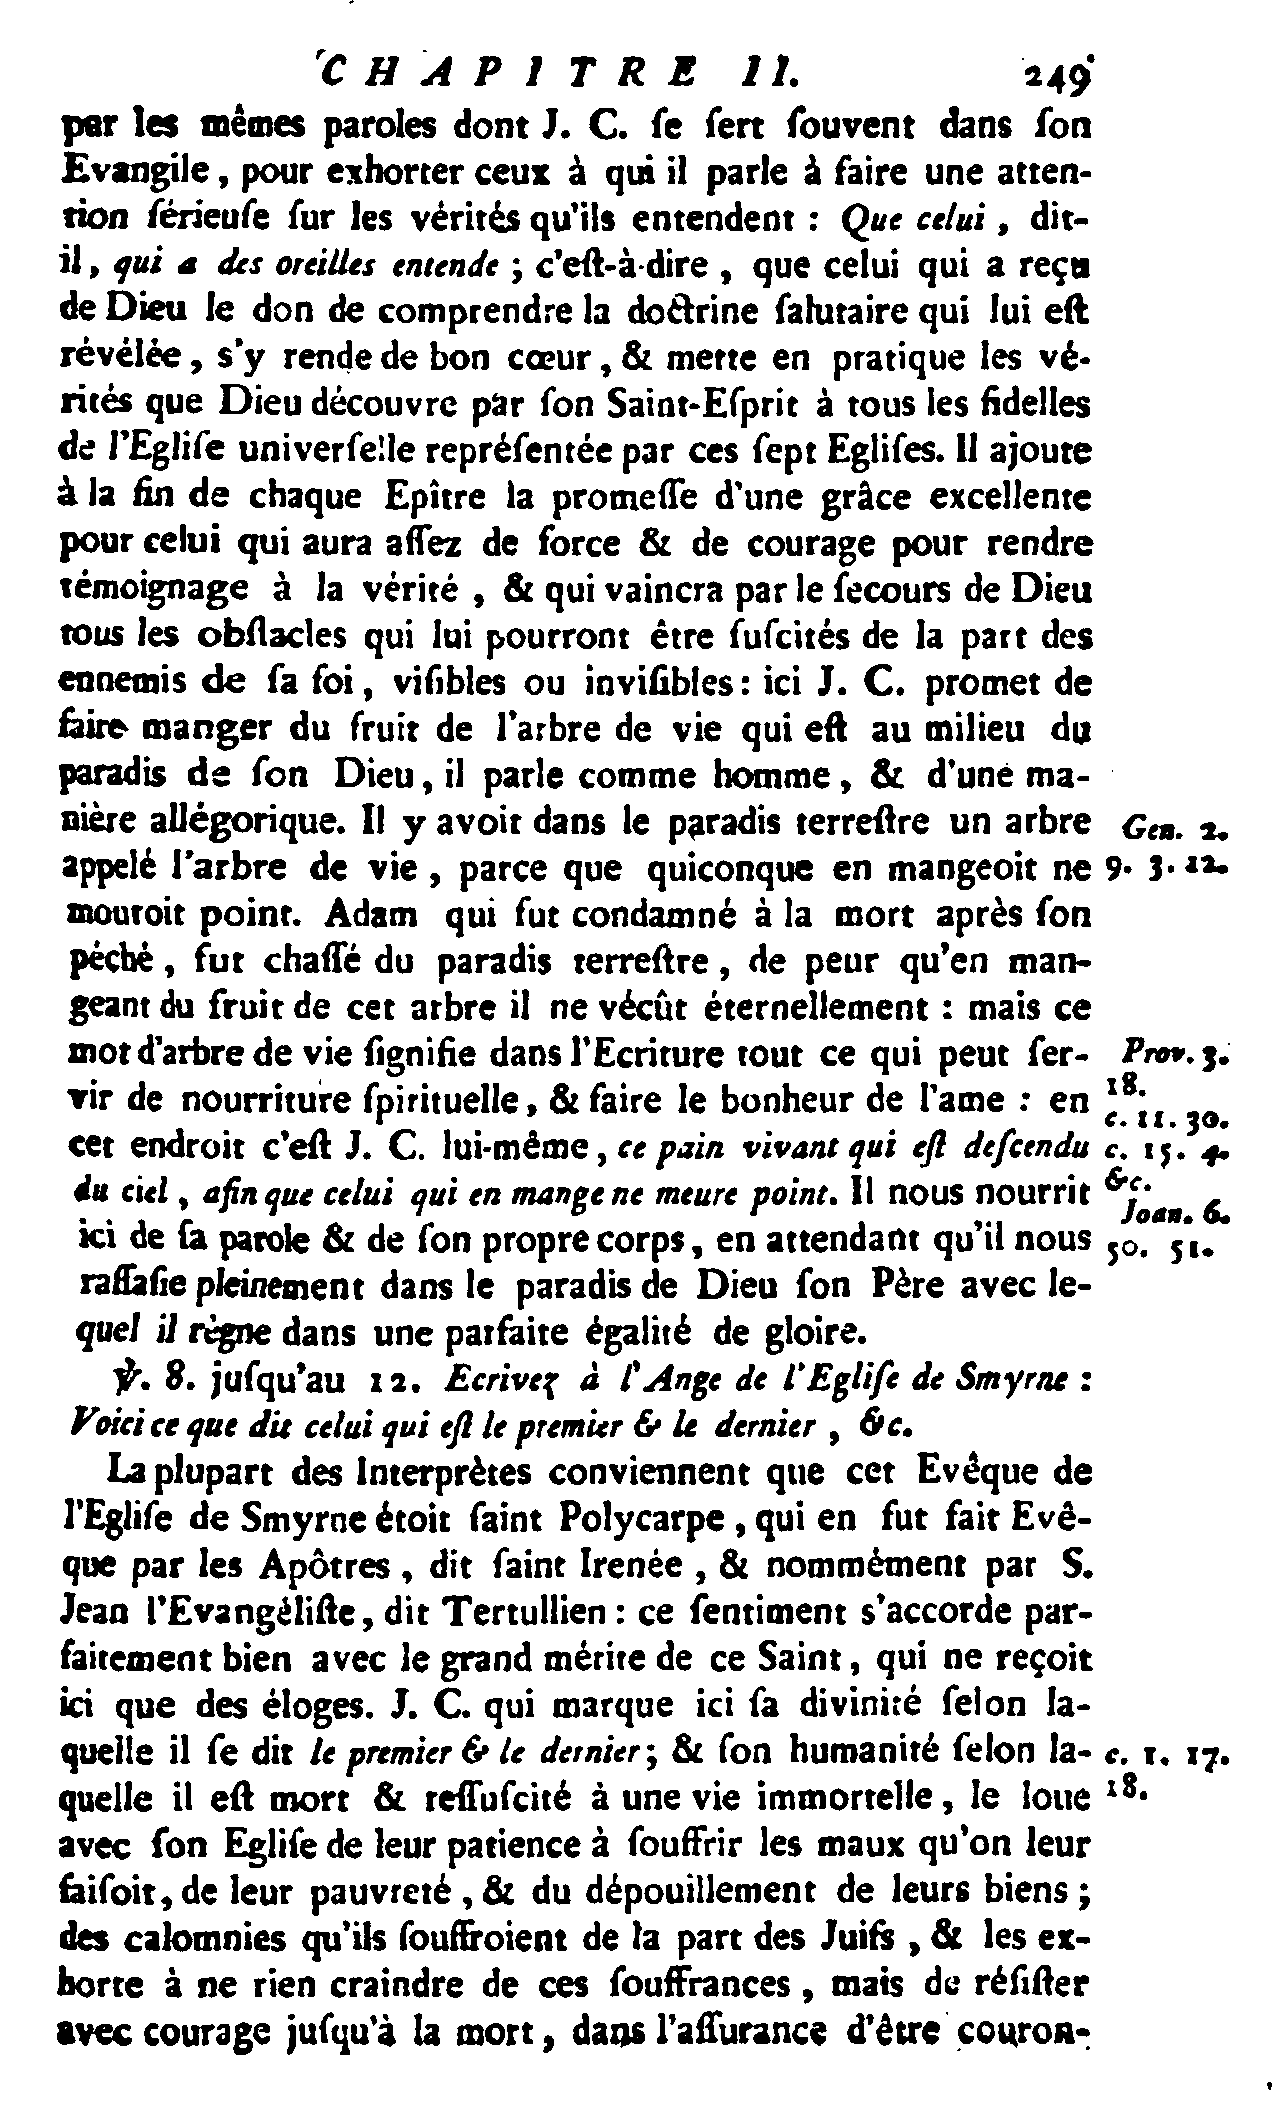 CHAPITRE II. 249
par les mêmes paroles dont J. C. ſe ſert ſouvent dans ſon
Evangile, pour exhorter ceux à qui il parle à faire une atten-
tion ſérieuſe ſur les vérités qu'ils entendent : Que celui, dit-
il, qui a des oreilles entende ; c'eſt-à-dire, que celui qui a reçu
de Dieu le don de comprendre la doctrine ſalutaire qui lui eſt
révélée, s'y rende de bon cœur, & mette en pratique les vé-
rités que Dieu découvre par ſon Saint-Eſprit à tous les fidelles
de l'Egliſe univerſelle repréſentée par ces ſept Egliſes. Il ajoute
à la fin de chaque Epître la promeſſe d'une grâce excellente
pour celui qui aura aſſez de force & de courage pour rendre
témoignage à la vérité, & qui vaincra par le ſecours de Dieu
tous les obſtacles qui lui pourront être ſuſcités de la part des
ennemis de ſa foi, viſibles ou inviſibles : ici J. C. promet de
faire manger du fruit de l'arbre de vie qui eſt au milieu du
paradis de ſon Dieu, il parle comme homme, & d'une ma-
nière allégorique. Il y avoit dans le paradis terreſtre un arbre Gen. 2.
appelé l'arbre de vie, parce que quiconque en mangeoit ne 9. 3. 22.
mouroit point. Adam qui fut condamné à la mort après ſon
péché, fut chaſſé du paradis terreſtre, de peur qu'en man-
geant du fruit de cet arbre il ne vécût éternellement : mais ce
mot d'arbre de vie ſignifie dans l'Ecriture tout ce qui peut ſer- Prov. 3.
vir de nourriture ſpirituelle, & faire le bonheur de l'ame : en 18.
c. 11. 30.
cet endroit c'eſt J. C. lui-même, ce pain vivant qui eſt deſcendu c. 15. 4.
du ciel, afin que celui qui en mange ne meure point. Il nous nourrit &c.
Joan. 6.
ici de ſa parole & de ſon propre corps, en attendant qu'il nous 50. 51.
raſſaſie pleinement dans le paradis de Dieu ſon Père avec le-
quel il règne dans une parfaite égalité de gloire.
℣. 8. juſqu'au 12. Ecrivez à l'Ange de l'Egliſe de Smyrne :
Voici ce que dit celui qui eſt le premier & le dernier, &c.
La plupart des Interprètes conviennent que cet Evêque de
l'Egliſe de Smyrne étoit ſaint Polycarpe, qui en fut fait Evê-
que par les Apôtres, dit ſaint Irenée, & nommément par S.
Jean l'Evangéliſte, dit Tertullien : ce ſentiment s'accorde par-
faitement bien avec le grand mérite de ce Saint, qui ne reçoit
ici que des éloges. J. C. qui marque ici ſa divinité ſelon la-
quelle il ſe dit le premier & le dernier ; & ſon humanité ſelon la- c. 1. 17.
quelle il eſt mort & reſſuſcité à une vie immortelle, le loue 18.
avec ſon Egliſe de leur patience à ſouffrir les maux qu'on leur
faiſoit, de leur pauvreté, & du dépouillement de leurs biens ;
des calomnies qu'ils ſouffroient de la part des Juifs, & les ex-
horte à ne rien craindre de ces ſouffrances, mais de réſiſter
avec courage juſqu'à la mort, dans l'aſſurance d'être couron-